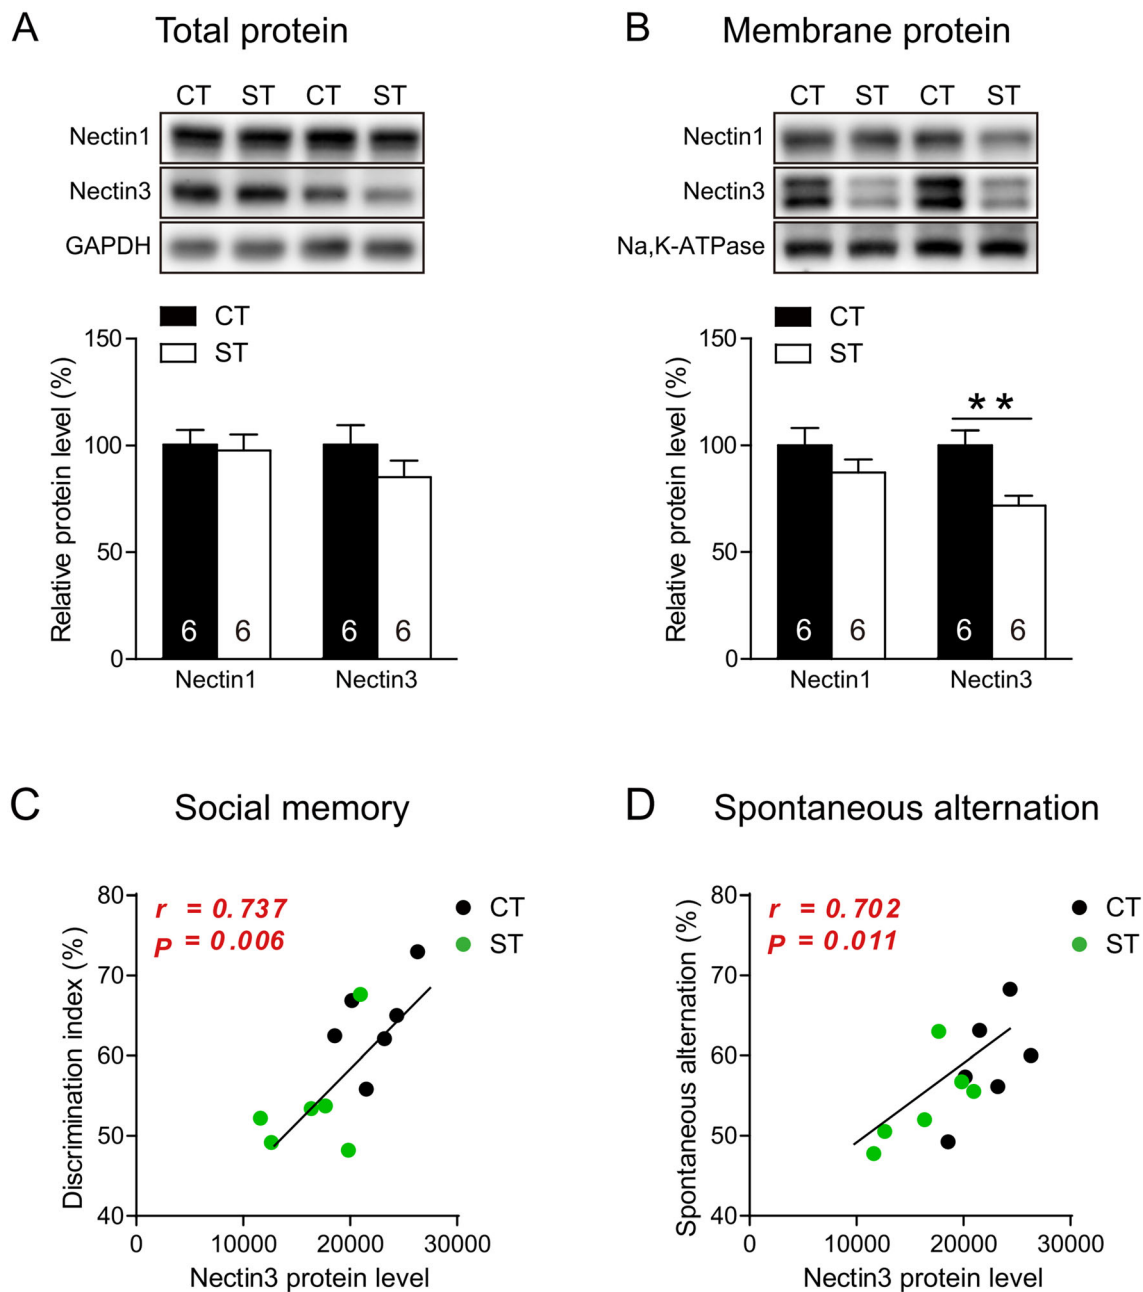 A Total protein
CT ST CT ST
Nectin1
Nectin3
GAPDH
CT
ST
Relative protein level (%)
150
100
50
0
6 6 6 6
Nectin1 Nectin3
B Membrane protein
CT ST CT ST
Nectin1
Nectin3
Na,K-ATPase
CT
ST
Relative protein level (%)
150
100
50
0
**
6 6 6 6
Nectin1 Nectin3
C Social memory
r = 0.737
P = 0.006
CT
ST
Discrimination index (%)
80
70
60
50
40
0 10000 20000 30000
Nectin3 protein level
D Spontaneous alternation
r = 0.702
P = 0.011
CT
ST
Spontaneous alternation (%)
80
70
60
50
40
0 10000 20000 30000
Nectin3 protein level